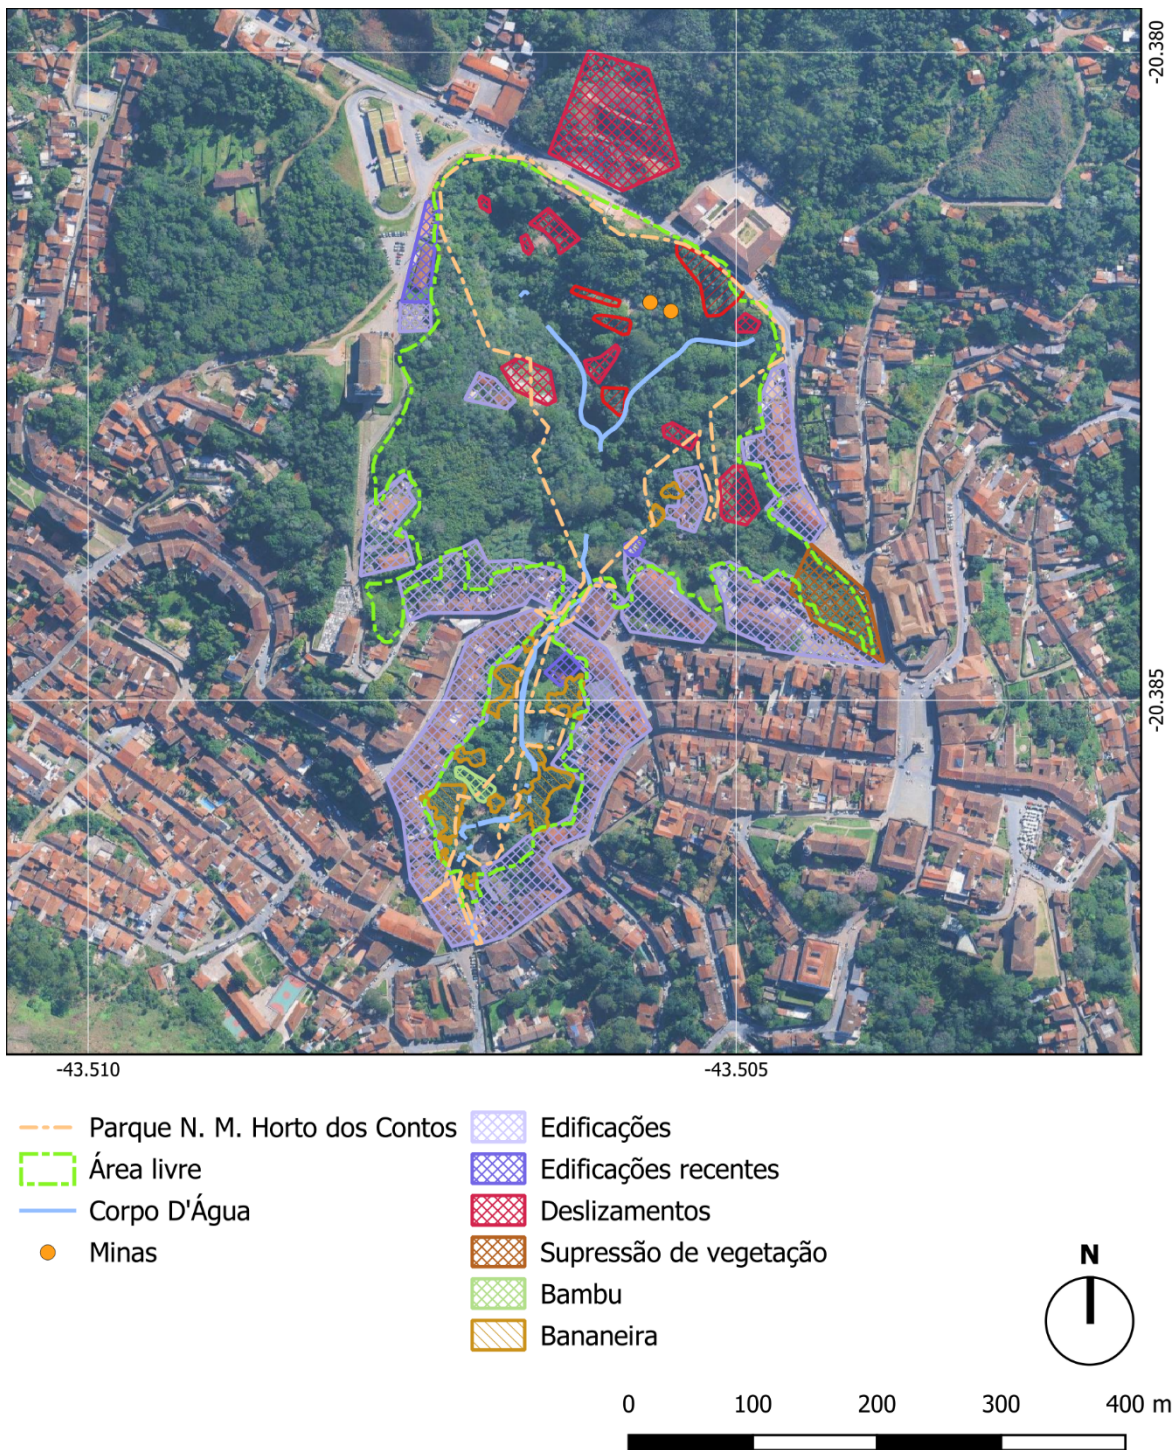 -20.380
-20.385
-43.510
-43.505
Parque N. M. Horto dos Contos
Área livre
Corpo D'Água
Minas
Edificações
Edificações recentes
Deslizamentos
Supressão de vegetação
Bambu
Bananeira
N
0 100 200 300 400 m